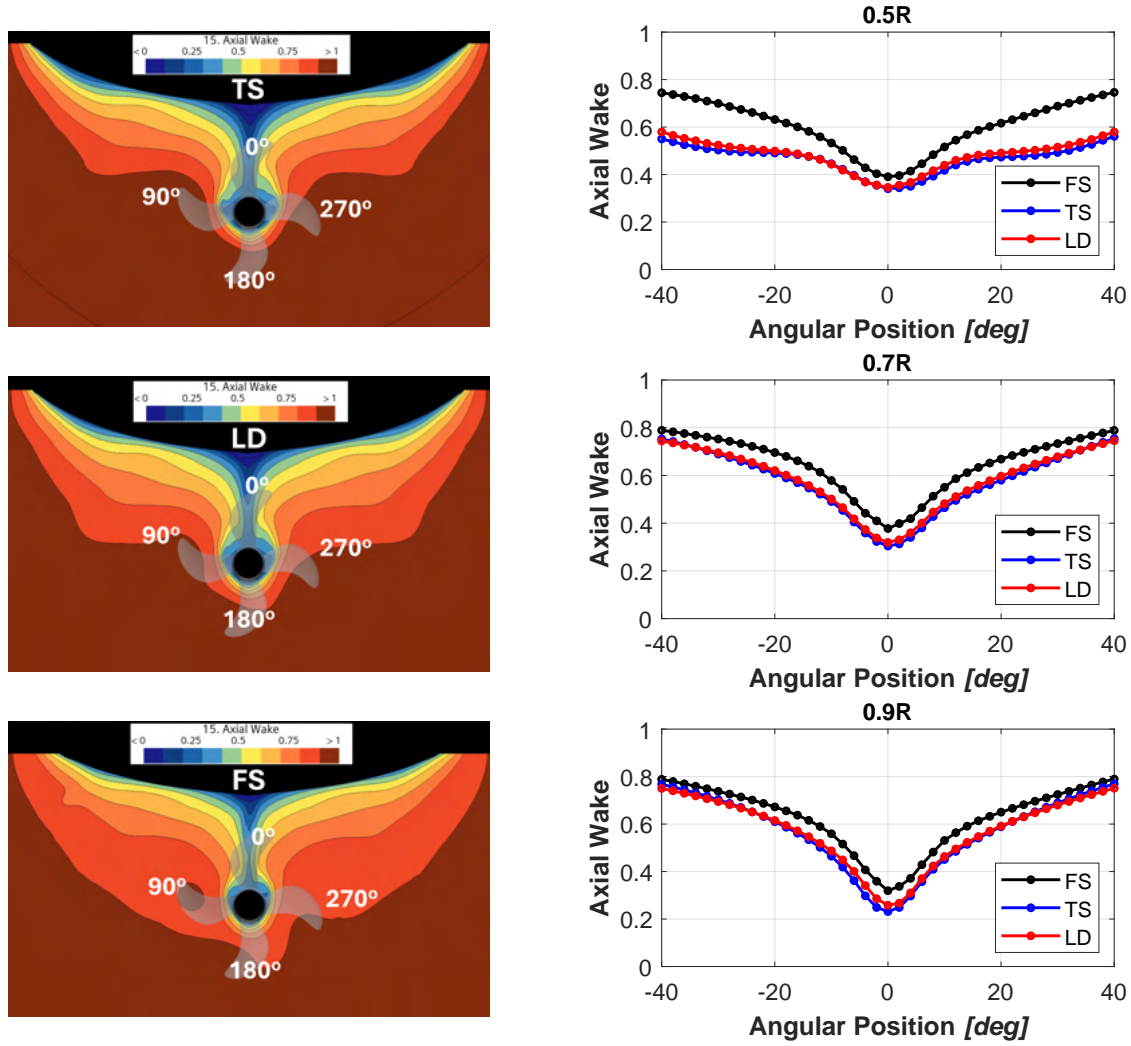 15. Axial Wake
< 0 0.25 0.5 0.75 > 1
TS
0º
90º
270º
180º
0.5R
1
0.8
0.6
0.4
0.2
0
Axial Wake
FS
TS
LD
-40 -20 0 20 40
Angular Position [deg]
15. Axial Wake
< 0 0.25 0.5 0.75 > 1
LD
0º
90º
270º
180º
0.7R
1
0.8
0.6
0.4
0.2
0
Axial Wake
FS
TS
LD
-40 -20 0 20 40
Angular Position [deg]
15. Axial Wake
< 0 0.25 0.5 0.75 > 1
FS
0º
90º
270º
180º
0.9R
1
0.8
0.6
0.4
0.2
0
Axial Wake
FS
TS
LD
-40 -20 0 20 40
Angular Position [deg]